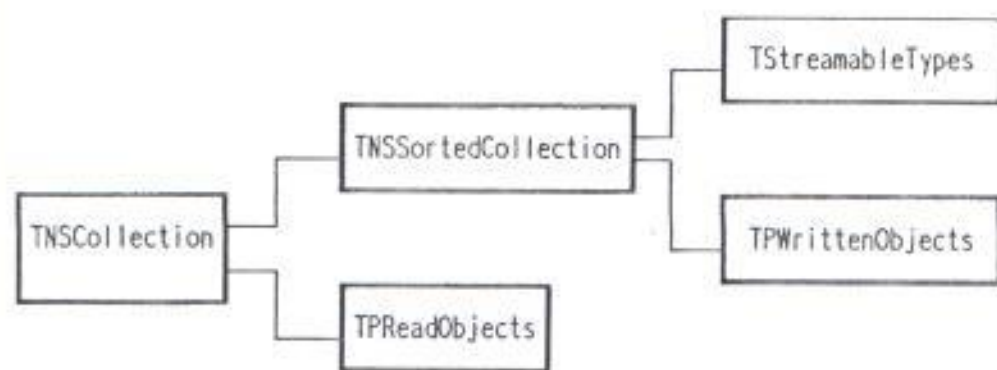 TStreamableTypes
TNSSortedCollection
TNSCollection
TPWrittenObjects
TPReadObjects